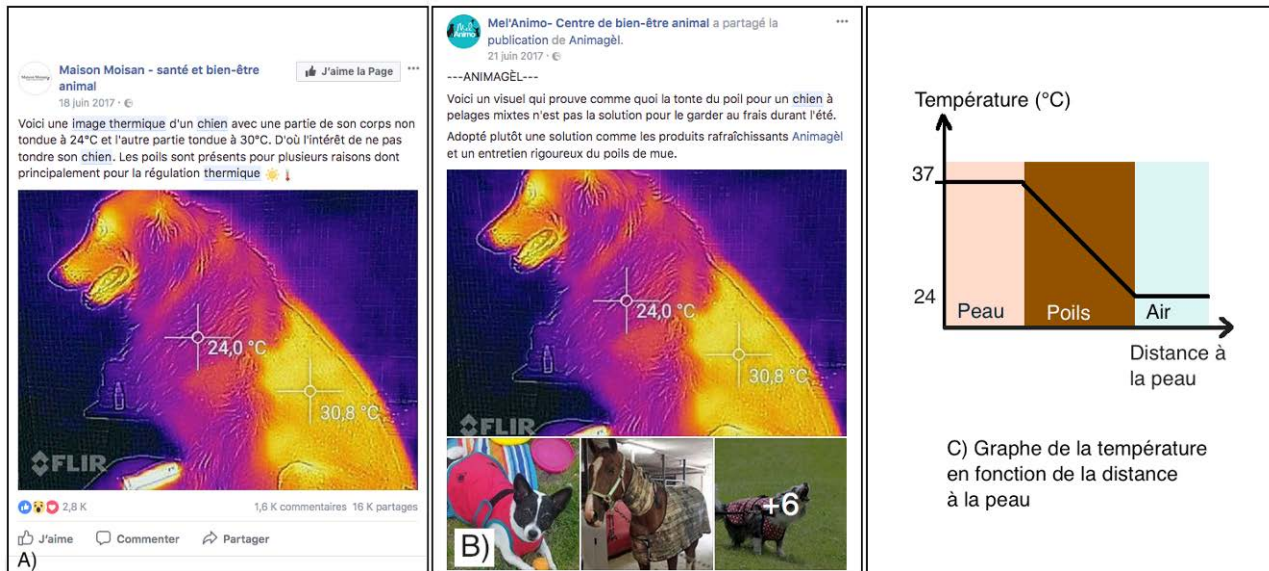 Maison Moisan - santé et bien-être
animal
J'aime la Page
18 juin 2017
Voici une image thermique d'un chien avec une partie de son corps non
tondue à 24°C et l'autre partie tondue à 30°C. D'où l'intérêt de ne pas
tondre son chien. Les poils sont présents pour plusieurs raisons dont
principalement pour la régulation thermique
24,0 °C
30,8 °C
FLIR
2,8 K
1,6 K commentaires 16 K partages
J'aime
Commenter
Partager
A)
Mel'Animo- Centre de bien-être animal a partagé la
publication de Animagèl.
21 juin 2017
---ANIMAGÈL---
Voici un visuel qui prouve comme quoi la tonte du poil pour un chien à
pelages mixtes n'est pas la solution pour le garder au frais durant l'été.
Adopté plutôt une solution comme les produits rafraîchissants Animagèl
et un entretien rigoureux du poils de mue.
24,0 °C
30,8 °C
FLIR
B)
+6
Température (°C)
37
24
Peau
Poils
Air
Distance à
la peau
C) Graphe de la température
en fonction de la distance
à la peau